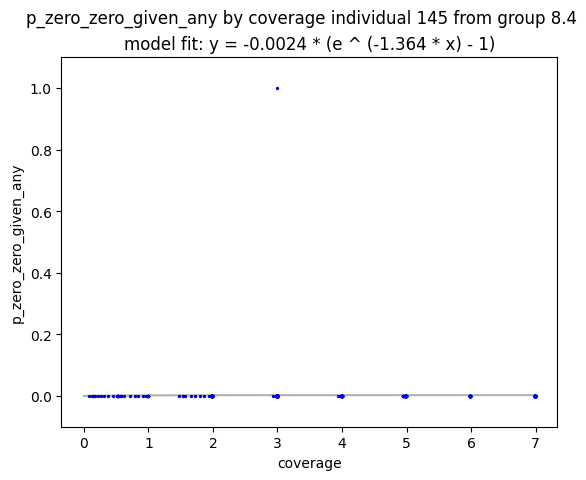 p_zero_zero_given_any by coverage individual 145 from group 8.4
model fit: y = -0.0024 * (e ^ (-1.364 * x) - 1)
p_zero_zero_given_any
1.0
0.8
0.6
0.4
0.2
0.0
0 1 2 3 4 5 6 7
coverage